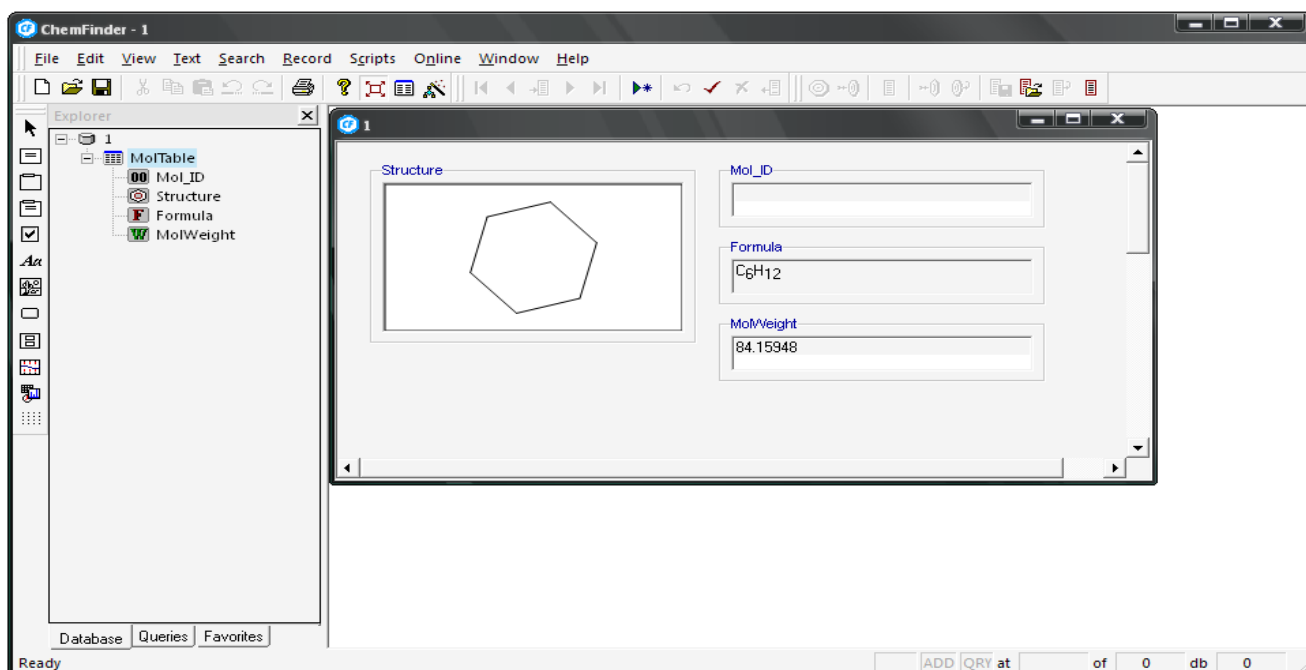 ChemFinder - 1
File Edit View Text Search Record Scripts Online Window Help
Explorer
1
MolTable
Mol_ID
Structure
Formula
MolWeight
Aa
1
Structure
Mol_ID
Formula
C6H12
MolWeight
84.15948
Database Queries Favorites
Ready ADD QRY at of 0 db 0